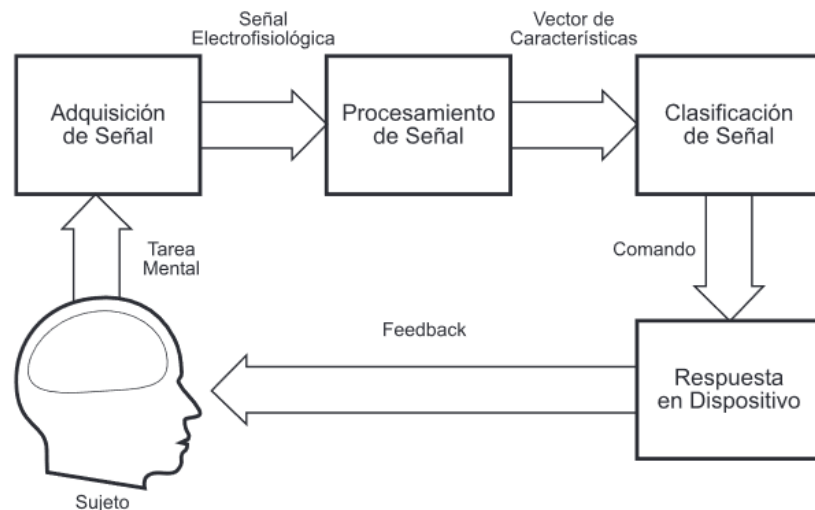 Señal
Electrofisiológica
Vector de
Características
Adquisición
de Señal
Procesamiento
de Señal
Clasificación
de Señal
Tarea
Mental
Comando
Feedback
Respuesta
en Dispositivo
Sujeto